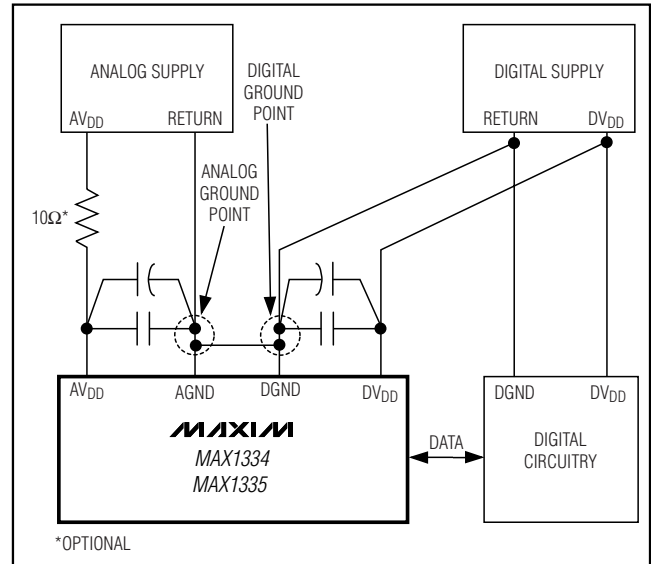 ANALOG SUPPLY
AVDD
RETURN
DIGITAL
GROUND
POINT
DIGITAL SUPPLY
RETURN
DVDD
ANALOG
GROUND
POINT
10Ω*
AVDD
AGND
DGND
DVDD
MAXIM
MAX1334
MAX1335
DATA
DGND
DVDD
DIGITAL
CIRCUITRY
*OPTIONAL